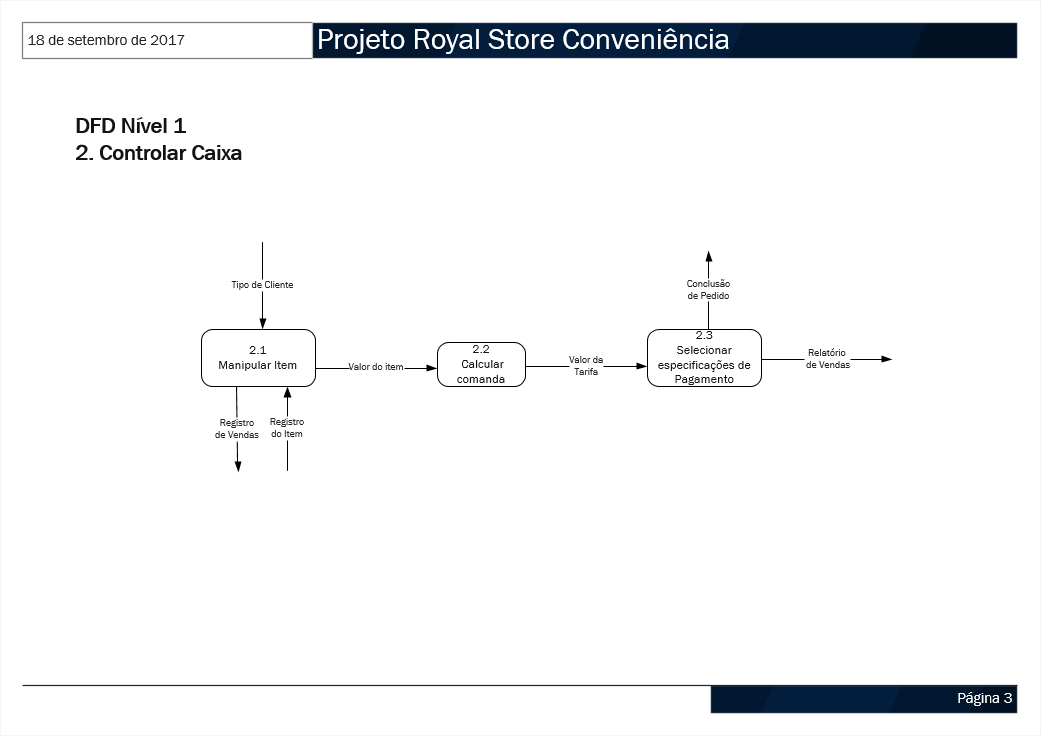 18 de setembro de 2017
Projeto Royal Store Conveniência
DFD Nível 1
2. Controlar Caixa
Tipo de Cliente
Conclusão
de Pedido
2.1
Manipular Item
Valor do item
2.2
Calcular
comanda
Valor da
Tarifa
2.3
Selecionar
especificações de
Pagamento
Relatório
de Vendas
Registro
de Vendas
Registro
do Item
Página 3